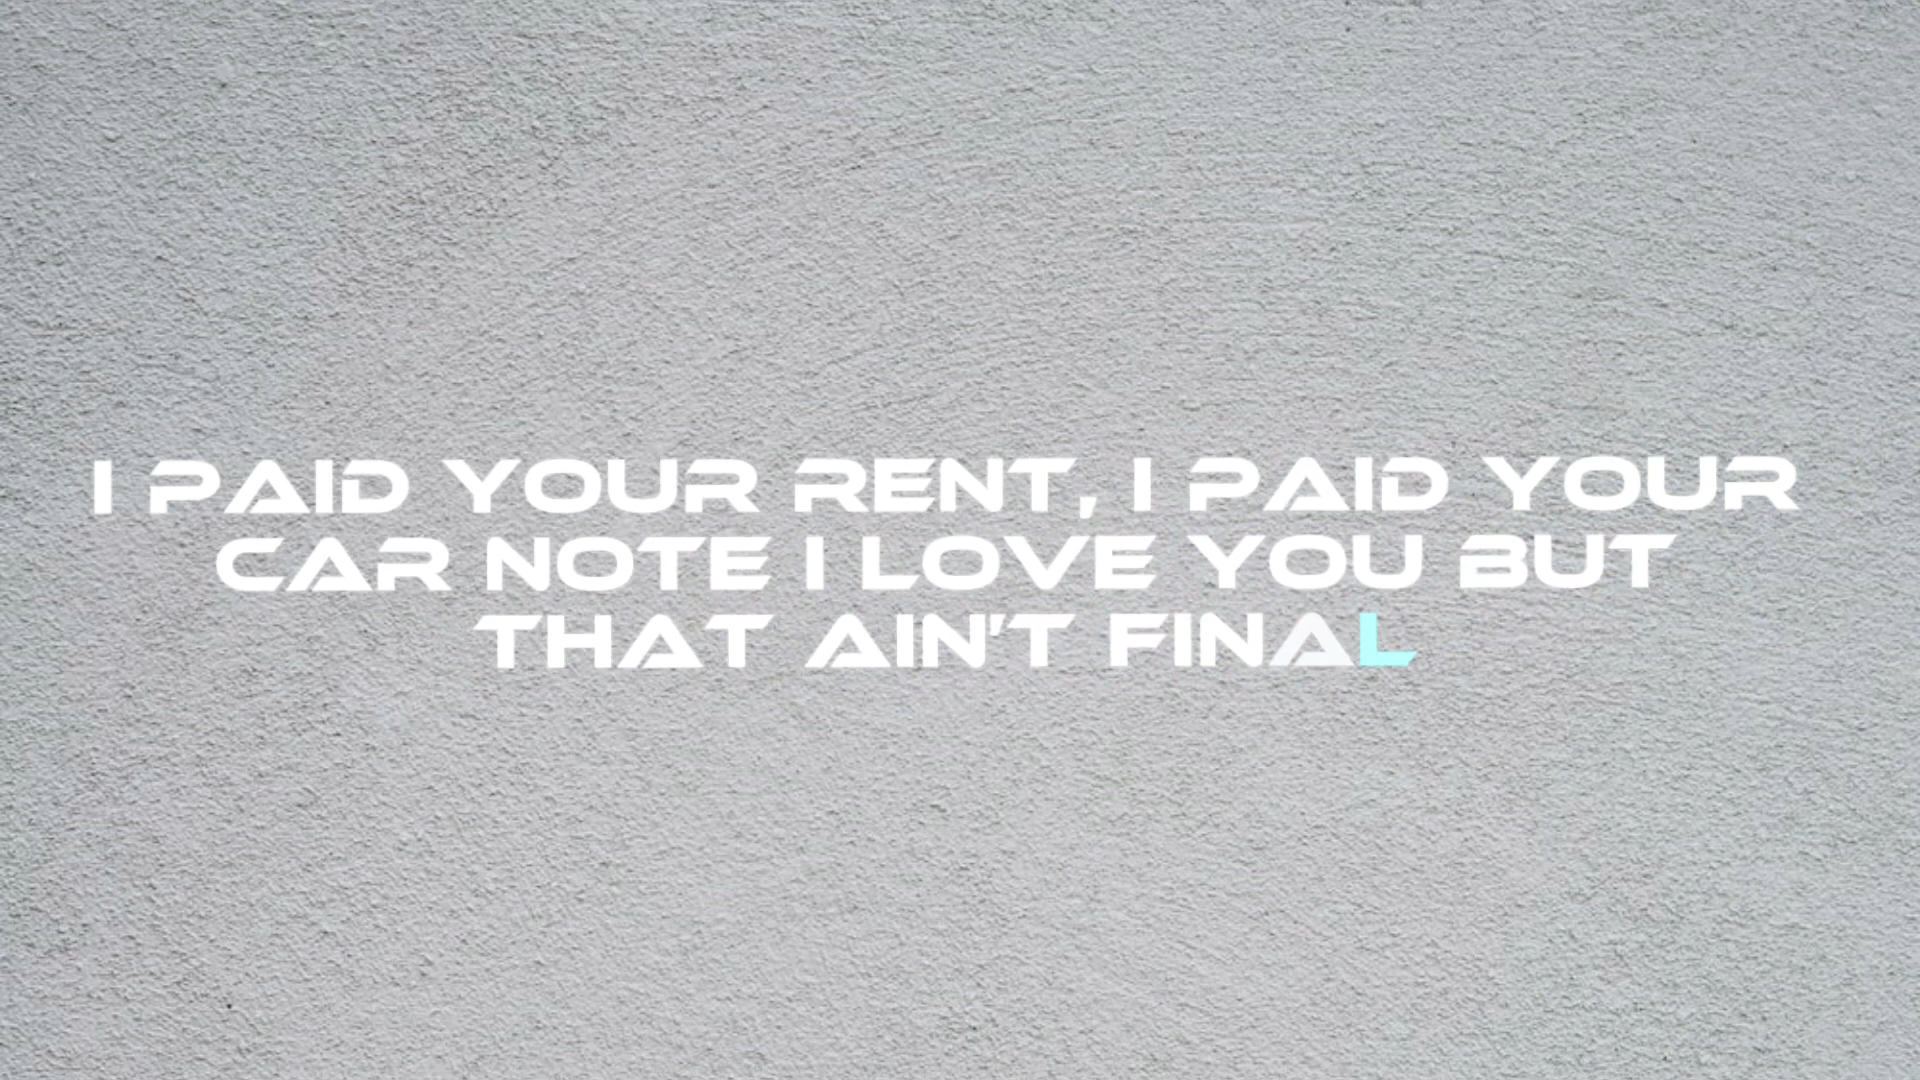 I PAID YOUR RENT, I PAID YOUR
CAR NOTE I LOVE YOU BUT
THAT AIN'T FINAL